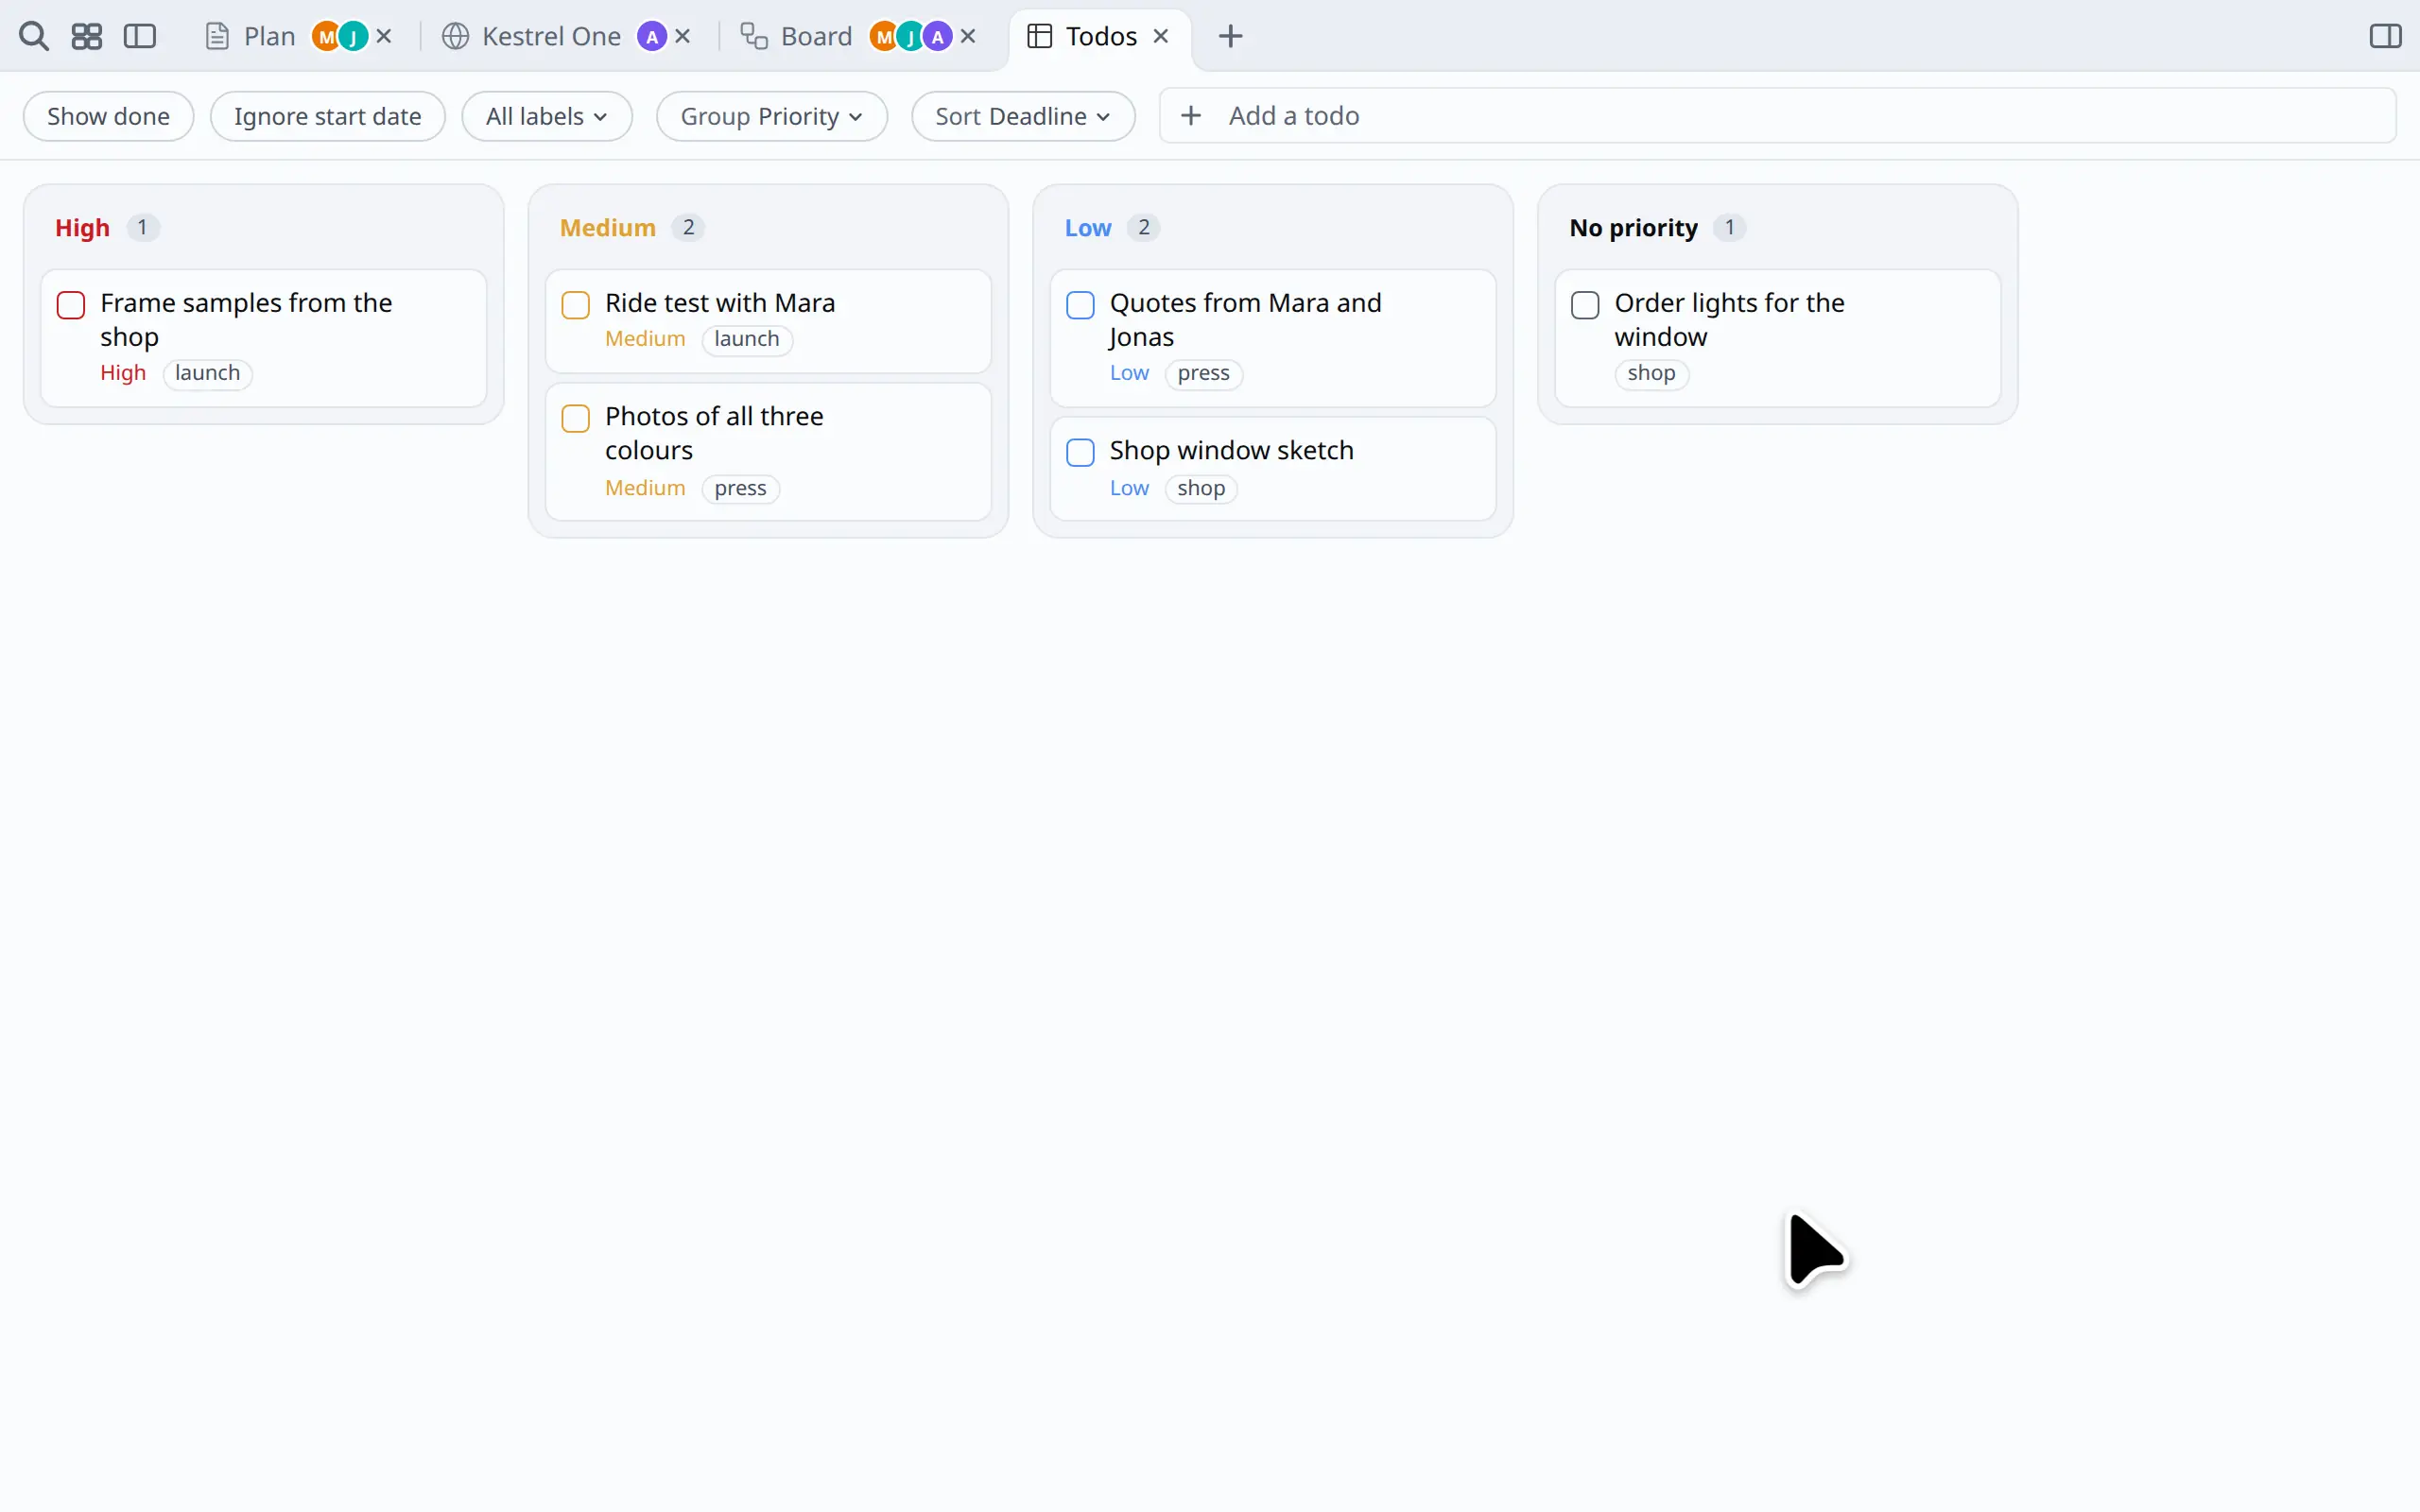 Plan M J
Kestrel One A
Board M J A
Todos
Show done
Ignore start date
All labels
Group Priority
Sort Deadline
Add a todo
High 1
Frame samples from the
shop
High launch
Medium 2
Ride test with Mara
Medium launch
Photos of all three
colours
Medium press
Low 2
Quotes from Mara and
Jonas
Low press
Shop window sketch
Low shop
No priority 1
Order lights for the
window
shop